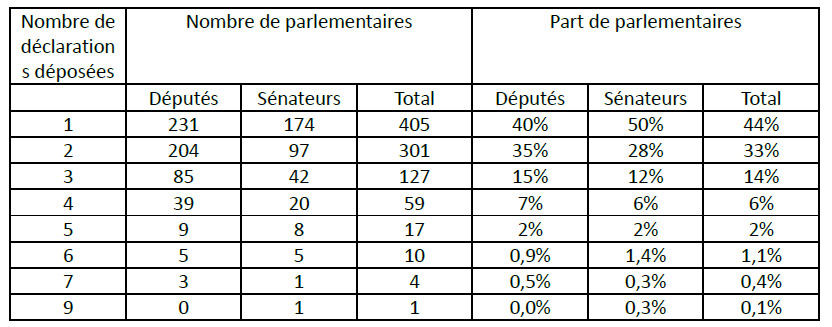 Nombre de déclaration s déposées Nombre de parlementaires Part de parlementaires
Députés Sénateurs Total Députés Sénateurs Total
1 231 174 405 40% 50% 44%
2 204 97 301 35% 28% 33%
3 85 42 127 15% 12% 14%
4 39 20 59 7% 6% 6%
5 9 8 17 2% 2% 2%
6 5 5 10 0,9% 1,4% 1,1%
7 3 1 4 0,5% 0,3% 0,4%
9 0 1 1 0,0% 0,3% 0,1%